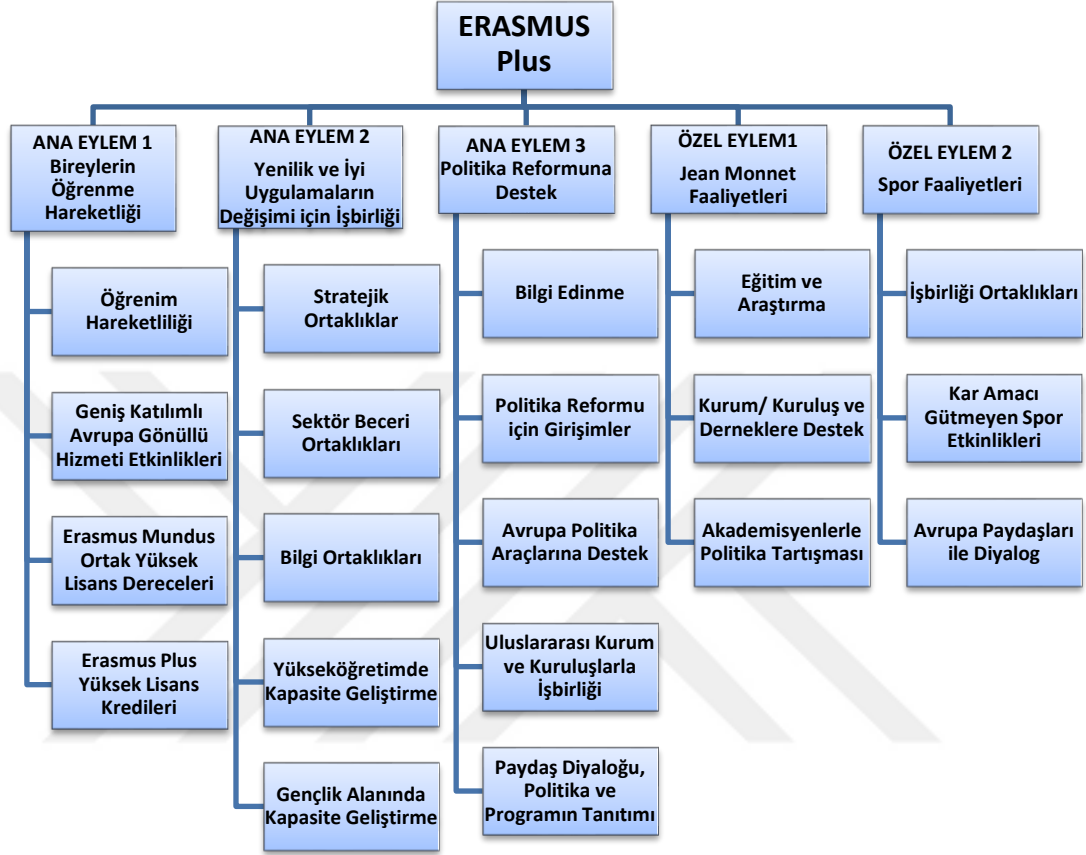 ERASMUS
Plus
ANA EYLEM 1
Bireylerin
Öğrenme
Hareketliği
Öğrenim
Hareketliliği
Geniş Katılımlı
Avrupa Gönüllü
Hizmeti Etkinlikleri
Erasmus Mundus
Ortak Yüksek
Lisans Dereceleri
Erasmus Plus
Yüksek Lisans
Kredileri
ANA EYLEM 2
Yenilik ve İyi
Uygulamaların
Değişimi için İşbirliği
Stratejik
Ortaklıklar
Sektör Beceri
Ortaklıkları
Bilgi Ortaklıkları
Yükseköğretimde
Kapasite Geliştirme
Gençlik Alanında
Kapasite Geliştirme
ANA EYLEM 3
Politika Reformuna
Destek
Bilgi Edinme
Politika Reformu
için Girişimler
Avrupa Politika
Araçlarına Destek
Uluslararası Kurum
ve Kuruluşlarla
İşbirliği
Paydaş Diyaloğu,
Politika ve
Programın Tanıtımı
ÖZEL EYLEM1
Jean Monnet
Faaliyetleri
Eğitim ve
Araştırma
Kurum/ Kuruluş ve
Derneklere Destek
Akademisyenlerle
Politika Tartışması
ÖZEL EYLEM 2
Spor Faaliyetleri
İşbirliği Ortaklıkları
Kar Amacı
Gütmeyen Spor
Etkinlikleri
Avrupa Paydaşları
ile Diyalog